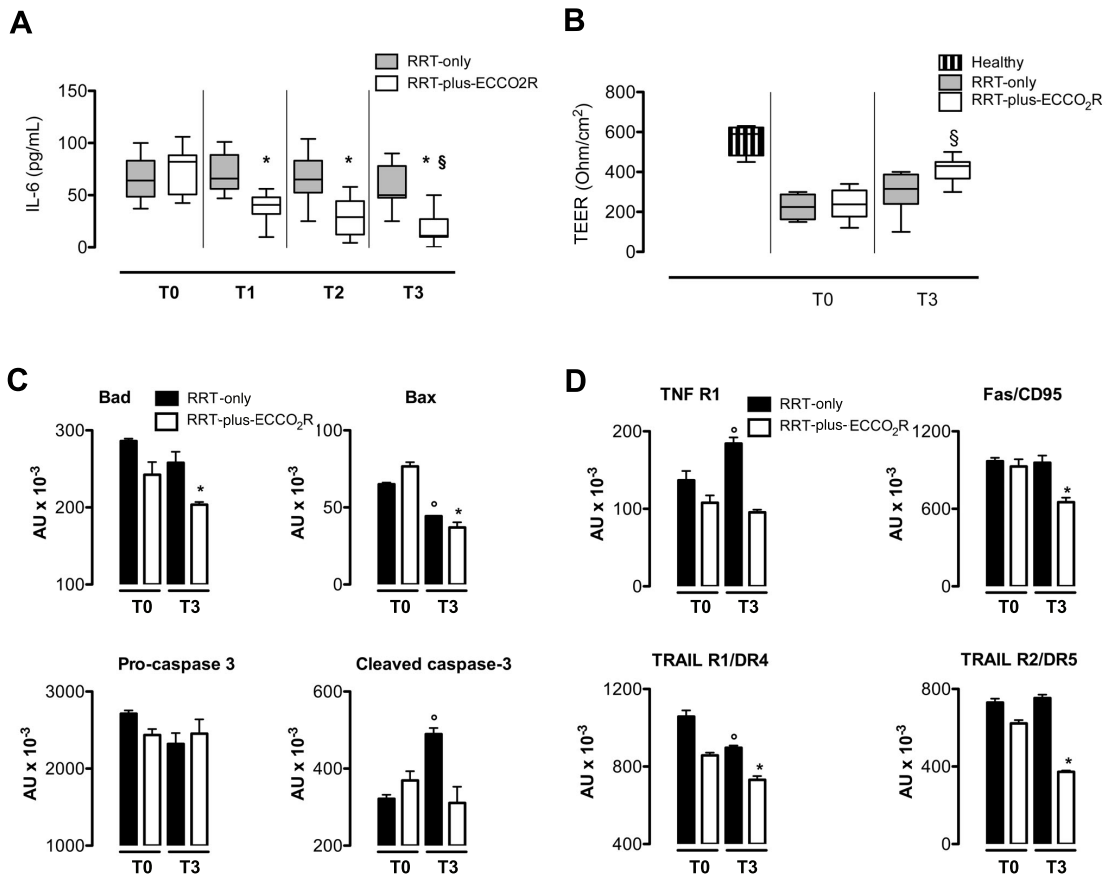 A
RRT-only
RRT-plus-ECCO2R
IL-6 (pg/mL)
150
100
50
0
* * * §
T0 T1 T2 T3
B
Healthy
RRT-only
RRT-plus-ECCO₂R
TEER (Ohm/cm²)
800
600
400
200
0
§
T0 T3
C
Bad
RRT-only
RRT-plus-ECCO₂R
AU x 10⁻³
300
200
100
*
T0 T3
Bax
AU x 10⁻³
100
50
0
° *
T0 T3
Pro-caspase 3
AU x 10⁻³
3000
2000
1000
T0 T3
Cleaved caspase-3
AU x 10⁻³
600
400
200
°
T0 T3
D
TNF R1
RRT-only
RRT-plus-ECCO₂R
AU x 10⁻³
200
100
0
°
T0 T3
Fas/CD95
AU x 10⁻³
1200
600
0
*
T0 T3
TRAIL R1/DR4
AU x 10⁻³
1200
800
400
° *
T0 T3
TRAIL R2/DR5
AU x 10⁻³
800
400
0
*
T0 T3